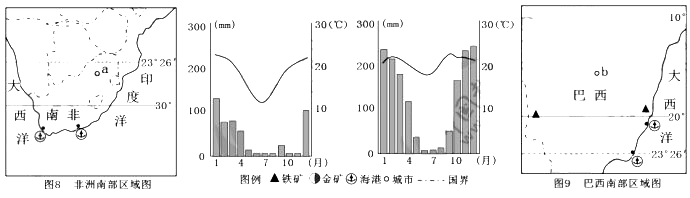 大
西
洋
南
非
印
度
洋
a
23°26′
30°
图8 非洲南部区域图
(mm)
30(℃)
300
200
20
100
10
0
1 4 7 10 (月)
(mm)
30(℃)
300
200
20
100
10
0
1 4 7 10 (月)
图例 铁矿 金矿 海港 城市 国界
b
巴 西
大
西
洋
20°
23°26′
图9 巴西南部区域图